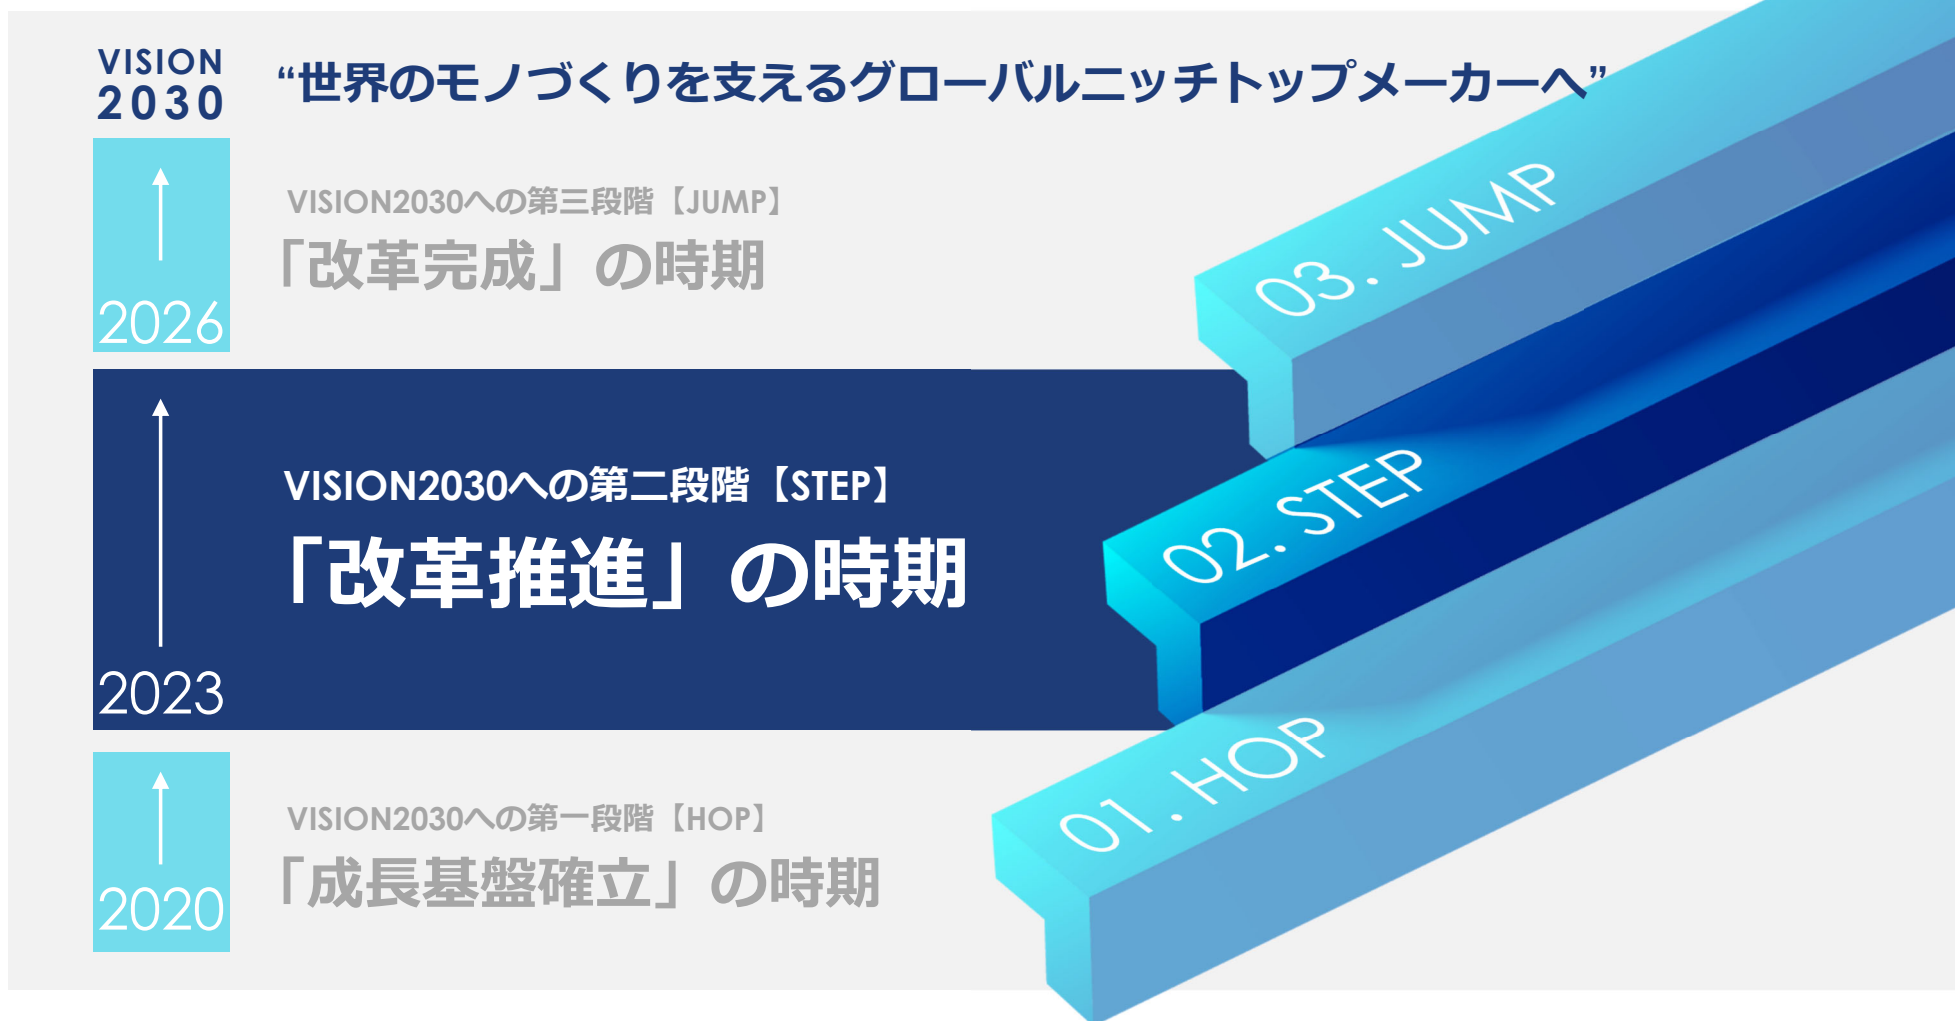 VISION
2030
“世界のモノづくりを支えるグローバルニッチトップメーカーへ”
VISION2030への第三段階【JUMP】
「改革完成」の時期
2026
03. JUMP
VISION2030への第二段階【STEP】
「改革推進」の時期
2023
02. STEP
VISION2030への第一段階【HOP】
「成長基盤確立」の時期
2020
01. HOP